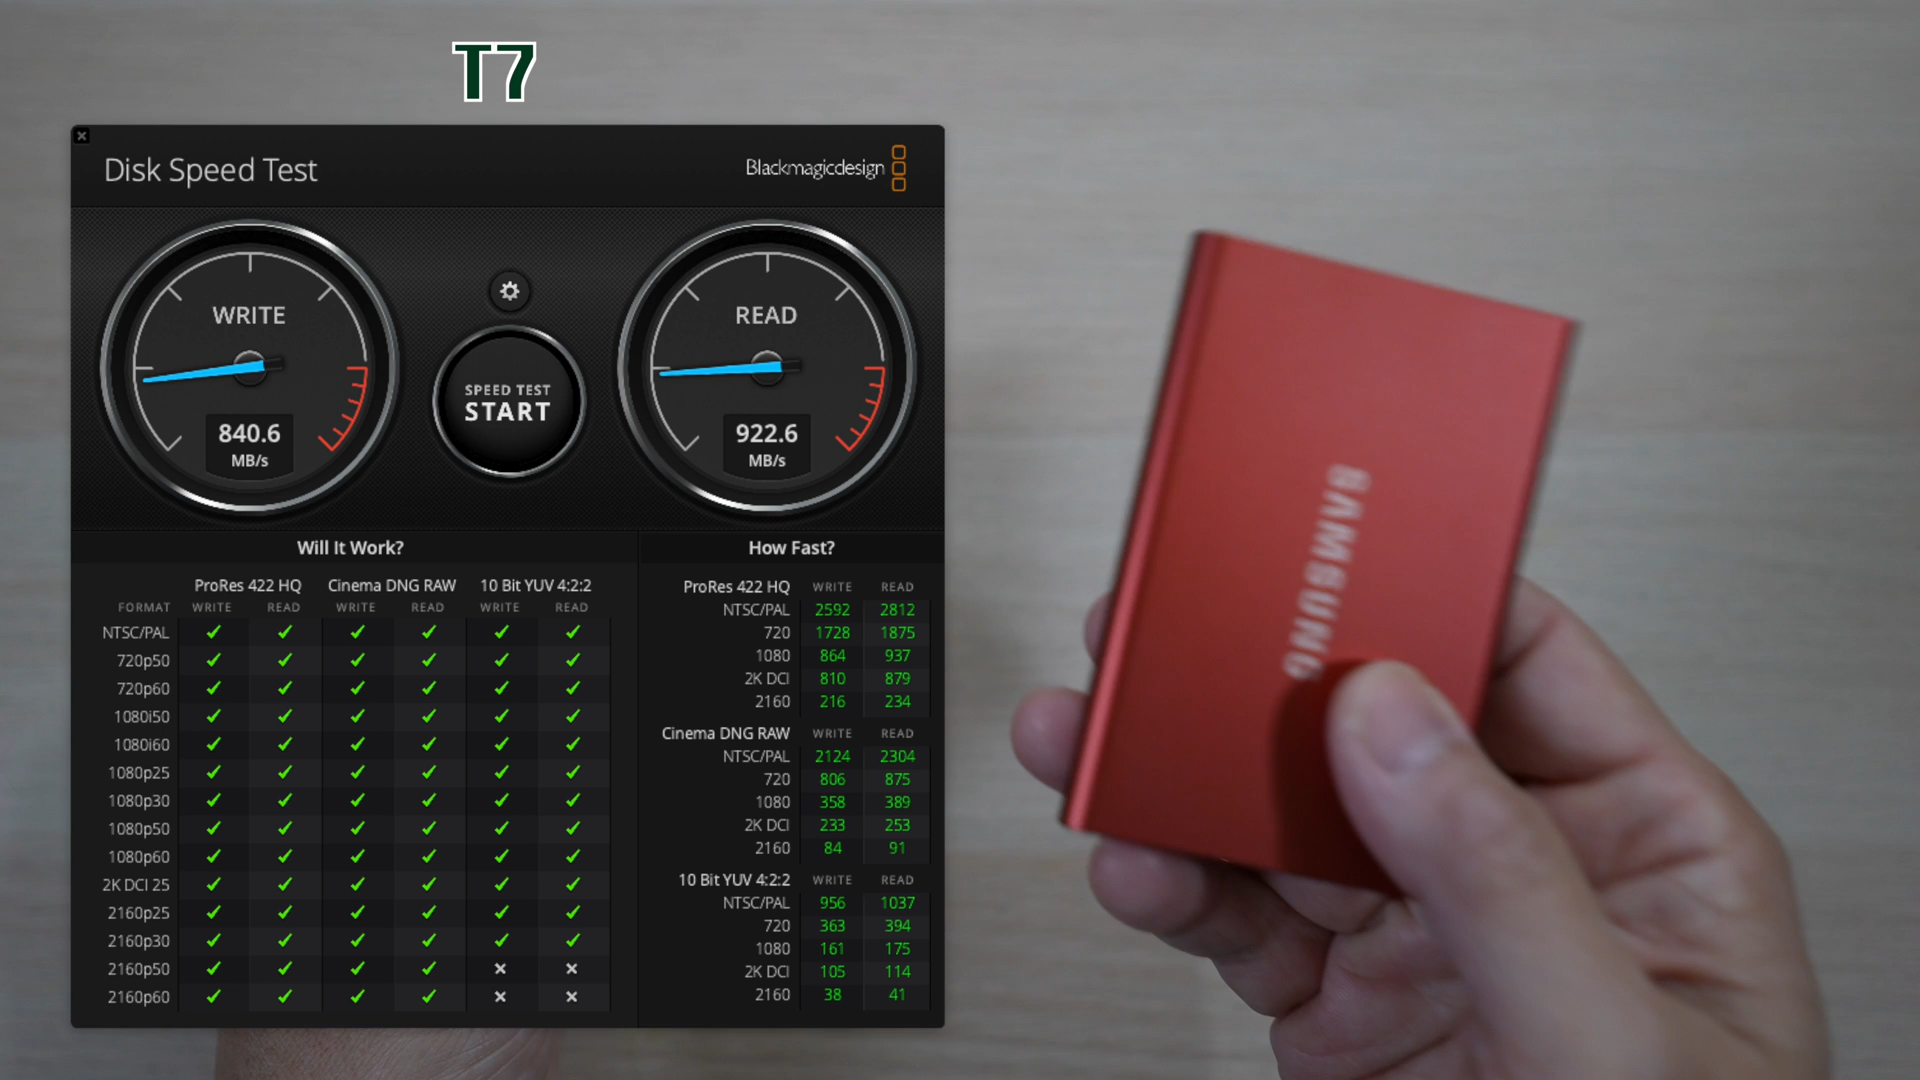 T7
Disk Speed Test
Blackmagicdesign
WRITE
840.6
MB/s
SPEED TEST
START
READ
922.6
MB/s
Will It Work?
ProRes 422 HQ Cinema DNG RAW 10 Bit YUV 4:2:2
FORMAT WRITE READ WRITE READ WRITE READ
NTSC/PAL ✓ ✓ ✓ ✓ ✓ ✓
720p50 ✓ ✓ ✓ ✓ ✓ ✓
720p60 ✓ ✓ ✓ ✓ ✓ ✓
1080i50 ✓ ✓ ✓ ✓ ✓ ✓
1080i60 ✓ ✓ ✓ ✓ ✓ ✓
1080p25 ✓ ✓ ✓ ✓ ✓ ✓
1080p30 ✓ ✓ ✓ ✓ ✓ ✓
1080p50 ✓ ✓ ✓ ✓ ✓ ✓
1080p60 ✓ ✓ ✓ ✓ ✓ ✓
2K DCI 25 ✓ ✓ ✓ ✓ ✓ ✓
2160p25 ✓ ✓ ✓ ✓ ✓ ✓
2160p30 ✓ ✓ ✓ ✓ ✓ ✓
2160p50 ✓ ✓ ✓ ✓ × ×
2160p60 ✓ ✓ ✓ ✓ × ×
How Fast?
ProRes 422 HQ WRITE READ
NTSC/PAL 2592 2812
720 1728 1875
1080 864 937
2K DCI 810 879
2160 216 234
Cinema DNG RAW WRITE READ
NTSC/PAL 2124 2304
720 806 875
1080 358 389
2K DCI 233 253
2160 84 91
10 Bit YUV 4:2:2 WRITE READ
NTSC/PAL 956 1037
720 363 394
1080 161 175
2K DCI 105 114
2160 38 41
SAMSUNG